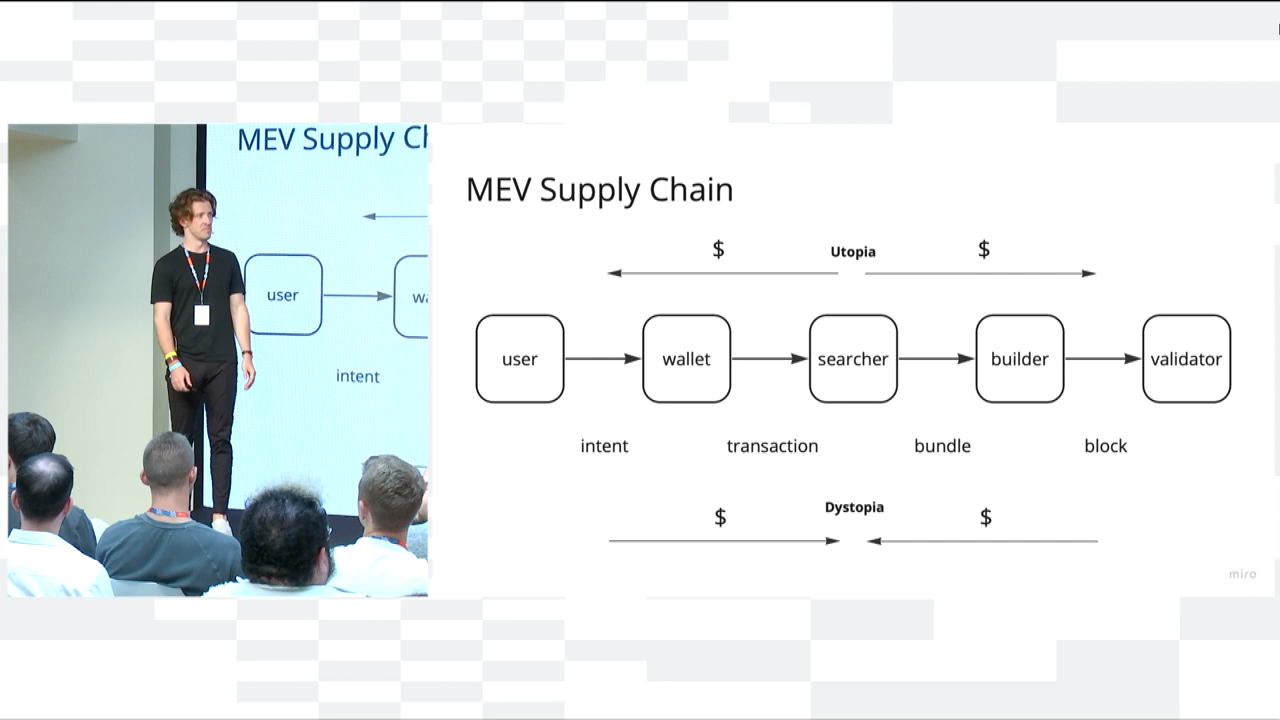 MEV Supply Ch
user
wa
intent
MEV Supply Chain
$ Utopia $
user wallet searcher builder validator
intent transaction bundle block
Dystopia
$ $
miro